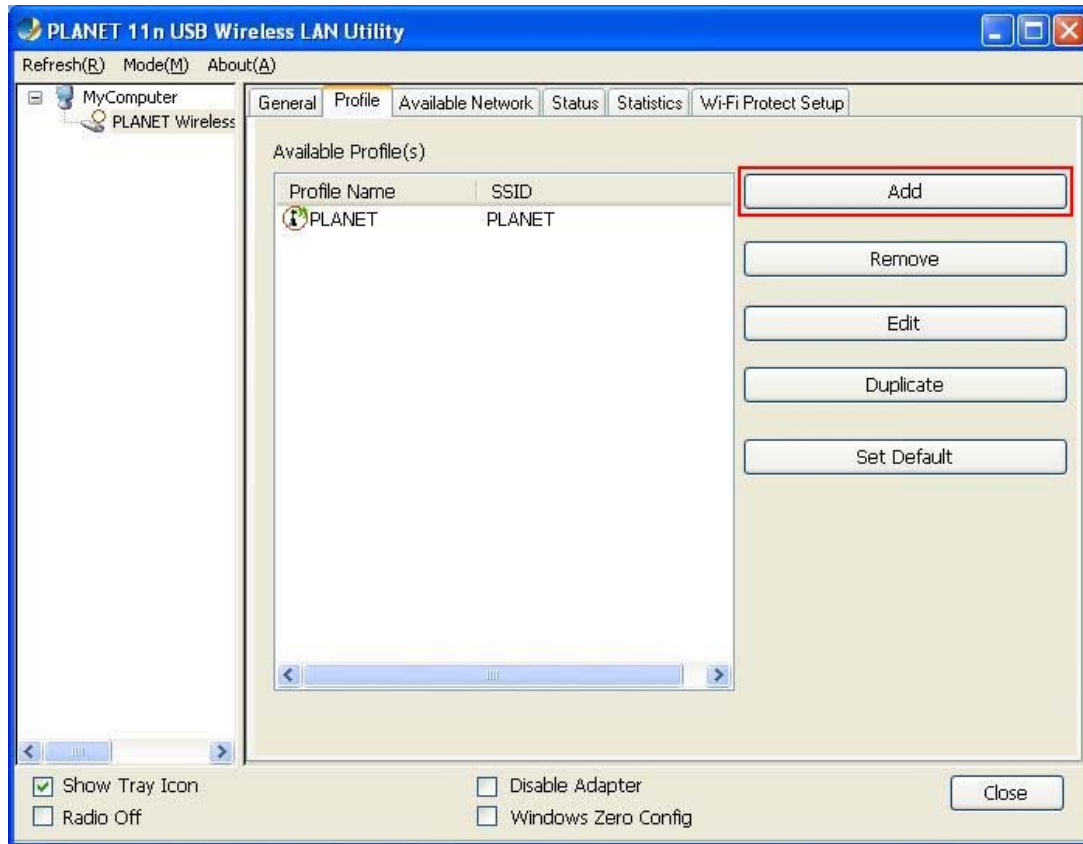 PLANET 11n USB Wireless LAN Utility
Refresh(R) Mode(M) About(A)
MyComputer
PLANET Wireless
General Profile Available Network Status Statistics Wi-Fi Protect Setup
Available Profile(s)
Profile Name SSID
PLANET PLANET
Add
Remove
Edit
Duplicate
Set Default
Show Tray Icon
Radio Off
Disable Adapter
Windows Zero Config
Close